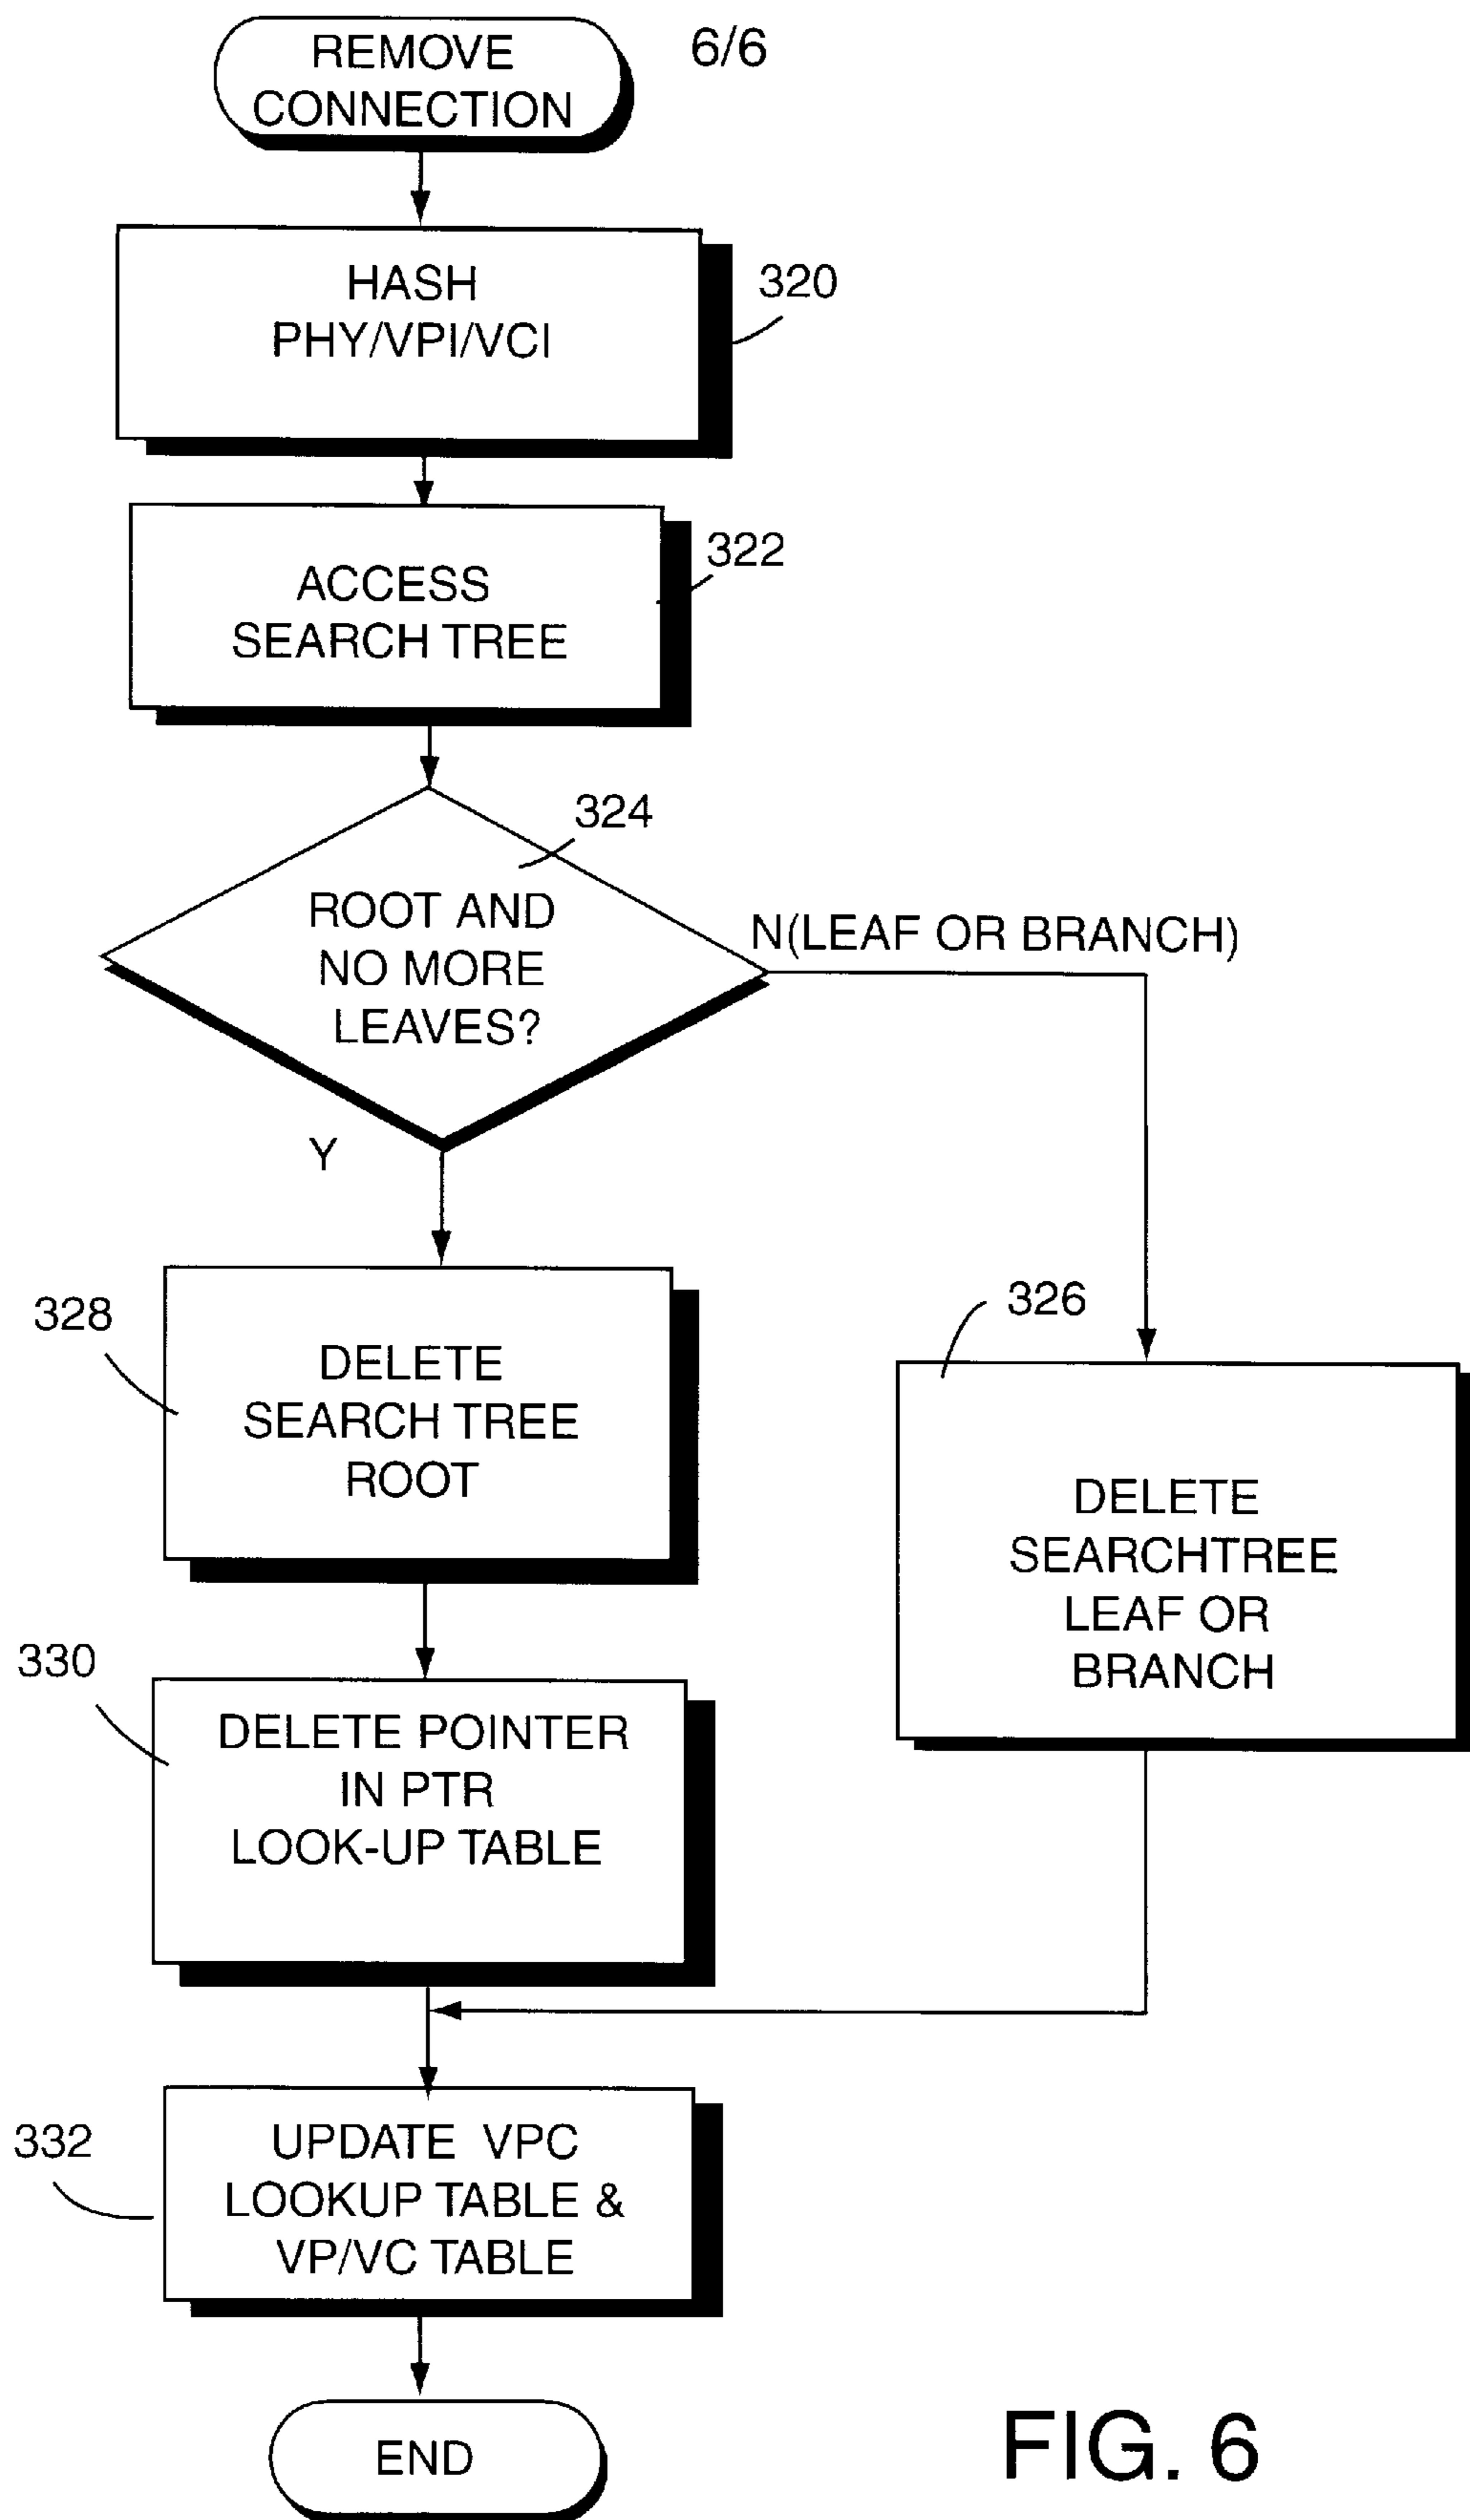 REMOVE
CONNECTION
6/6
HASH
PHY/VPI/VCI
320
ACCESS
SEARCH TREE
322
324
ROOT AND
NO MORE
LEAVES?
N(LEAF OR BRANCH)
Y
328
DELETE
SEARCH TREE
ROOT
326
DELETE
SEARCHTREE
LEAF OR
BRANCH
330
DELETE POINTER
IN PTR
LOOK-UP TABLE
332
UPDATE VPC
LOOKUP TABLE &
VP/VC TABLE
END
FIG. 6